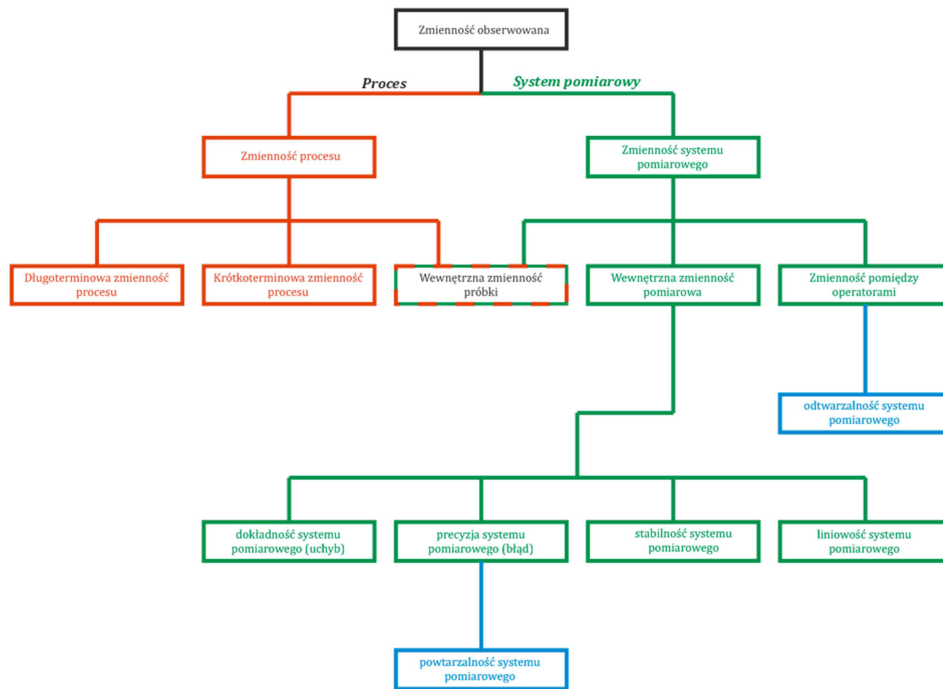 Zmienność obserwowana
Proces
System pomiarowy
Zmienność procesu
Zmienność systemu
pomiarowego
Długoterminowa zmienność
procesu
Krótkoterminowa zmienność
procesu
Wewnętrzna zmienność
próbki
Wewnętrzna zmienność
pomiarowa
Zmienność pomiędzy
operatorami
odtwarzalność systemu
pomiarowego
dokładność systemu
pomiarowego (uchyb)
precyzja systemu
pomiarowego (błąd)
stabilność systemu
pomiarowego
liniowość systemu
pomiarowego
powtarzalność systemu
pomiarowego